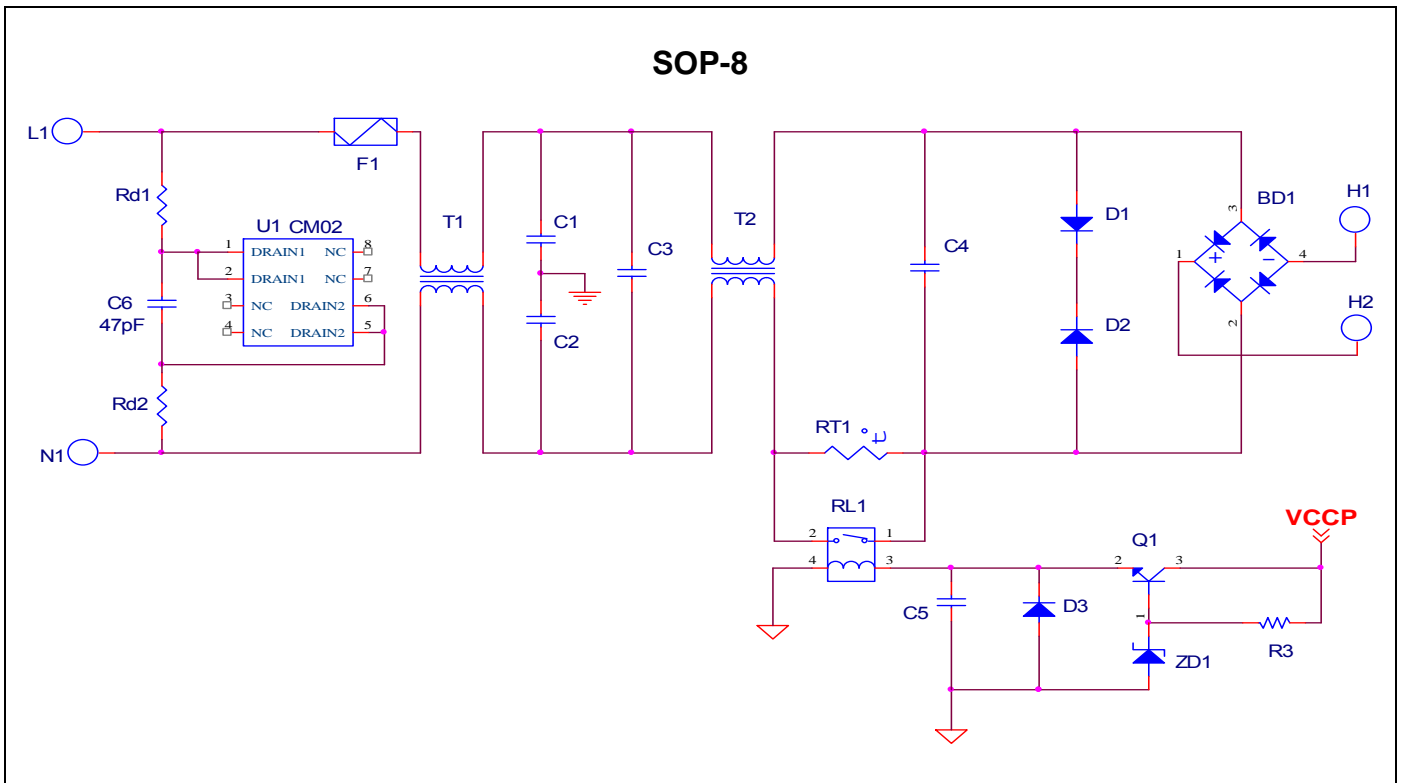 SOP-8
L1
F1
Rd1
U1 CM02
1 DRAIN1 NC 8
2 DRAIN1 NC 7
3 NC DRAIN2 6
4 NC DRAIN2 5
C6
47pF
Rd2
N1
T1
C1
C2
C3
T2
C4
D1
D2
BD1
3
1
+
-
4
2
H1
H2
RT1
t
RL1
2
1
4
3
C5
D3
Q1
2
3
1
VCCP
ZD1
R3